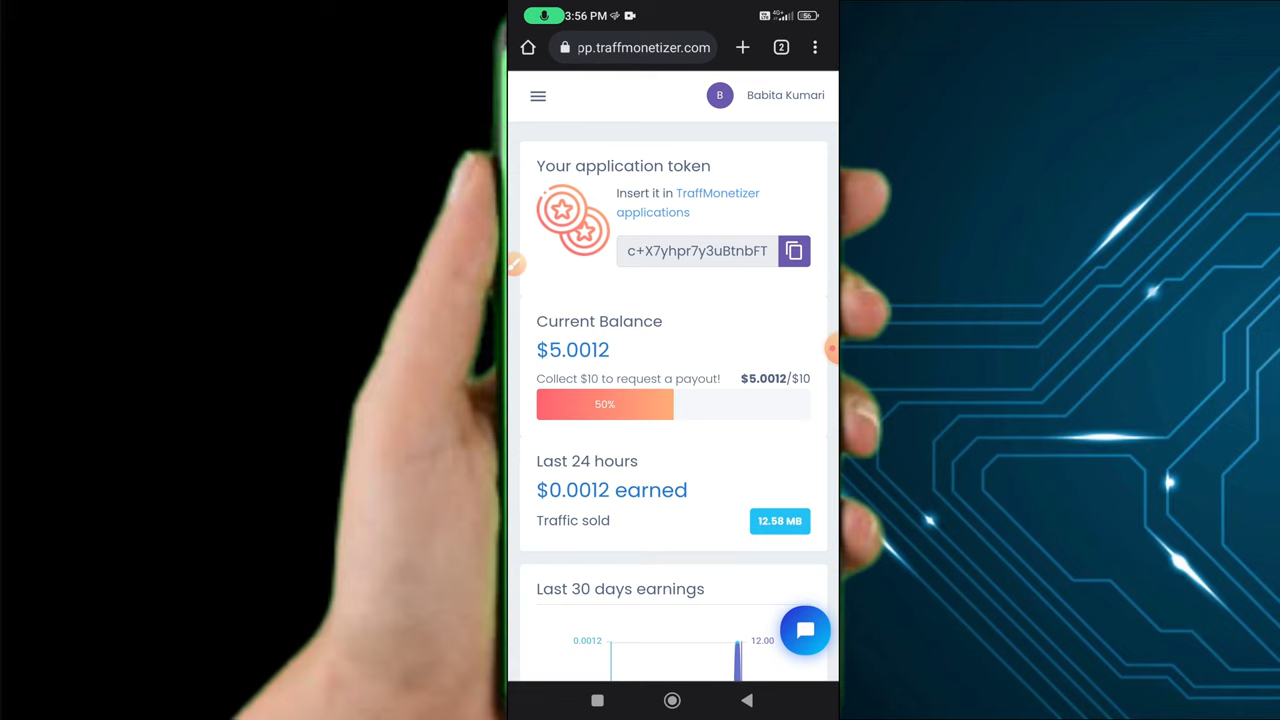 3:56 PM
4G+
56
pp.traffmonetizer.com
2
B
Babita Kumari
Your application token
Insert it in TraffMonetizer
applications
c+X7yhpr7y3uBtnbFT
Current Balance
$5.0012
Collect $10 to request a payout! $5.0012/$10
50%
Last 24 hours
$0.0012 earned
Traffic sold
12.58 MB
Last 30 days earnings
0.0012
12.00